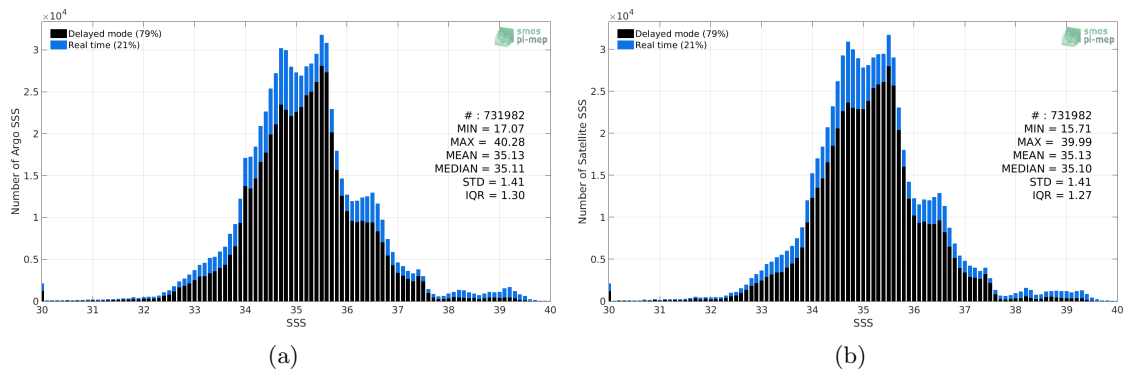 ×10⁴
Delayed mode (79%)
Real time (21%)
smos
pi-mep
Number of Argo SSS
3
2.5
2
1.5
1
0.5
0
# : 731982
MIN = 17.07
MAX = 40.28
MEAN = 35.13
MEDIAN = 35.11
STD = 1.41
IQR = 1.30
30 31 32 33 34 35 36 37 38 39 40
SSS
(a)
×10⁴
Delayed mode (79%)
Real time (21%)
smos
pi-mep
Number of Satellite SSS
3
2.5
2
1.5
1
0.5
0
# : 731982
MIN = 15.71
MAX = 39.99
MEAN = 35.13
MEDIAN = 35.10
STD = 1.41
IQR = 1.27
30 31 32 33 34 35 36 37 38 39 40
SSS
(b)